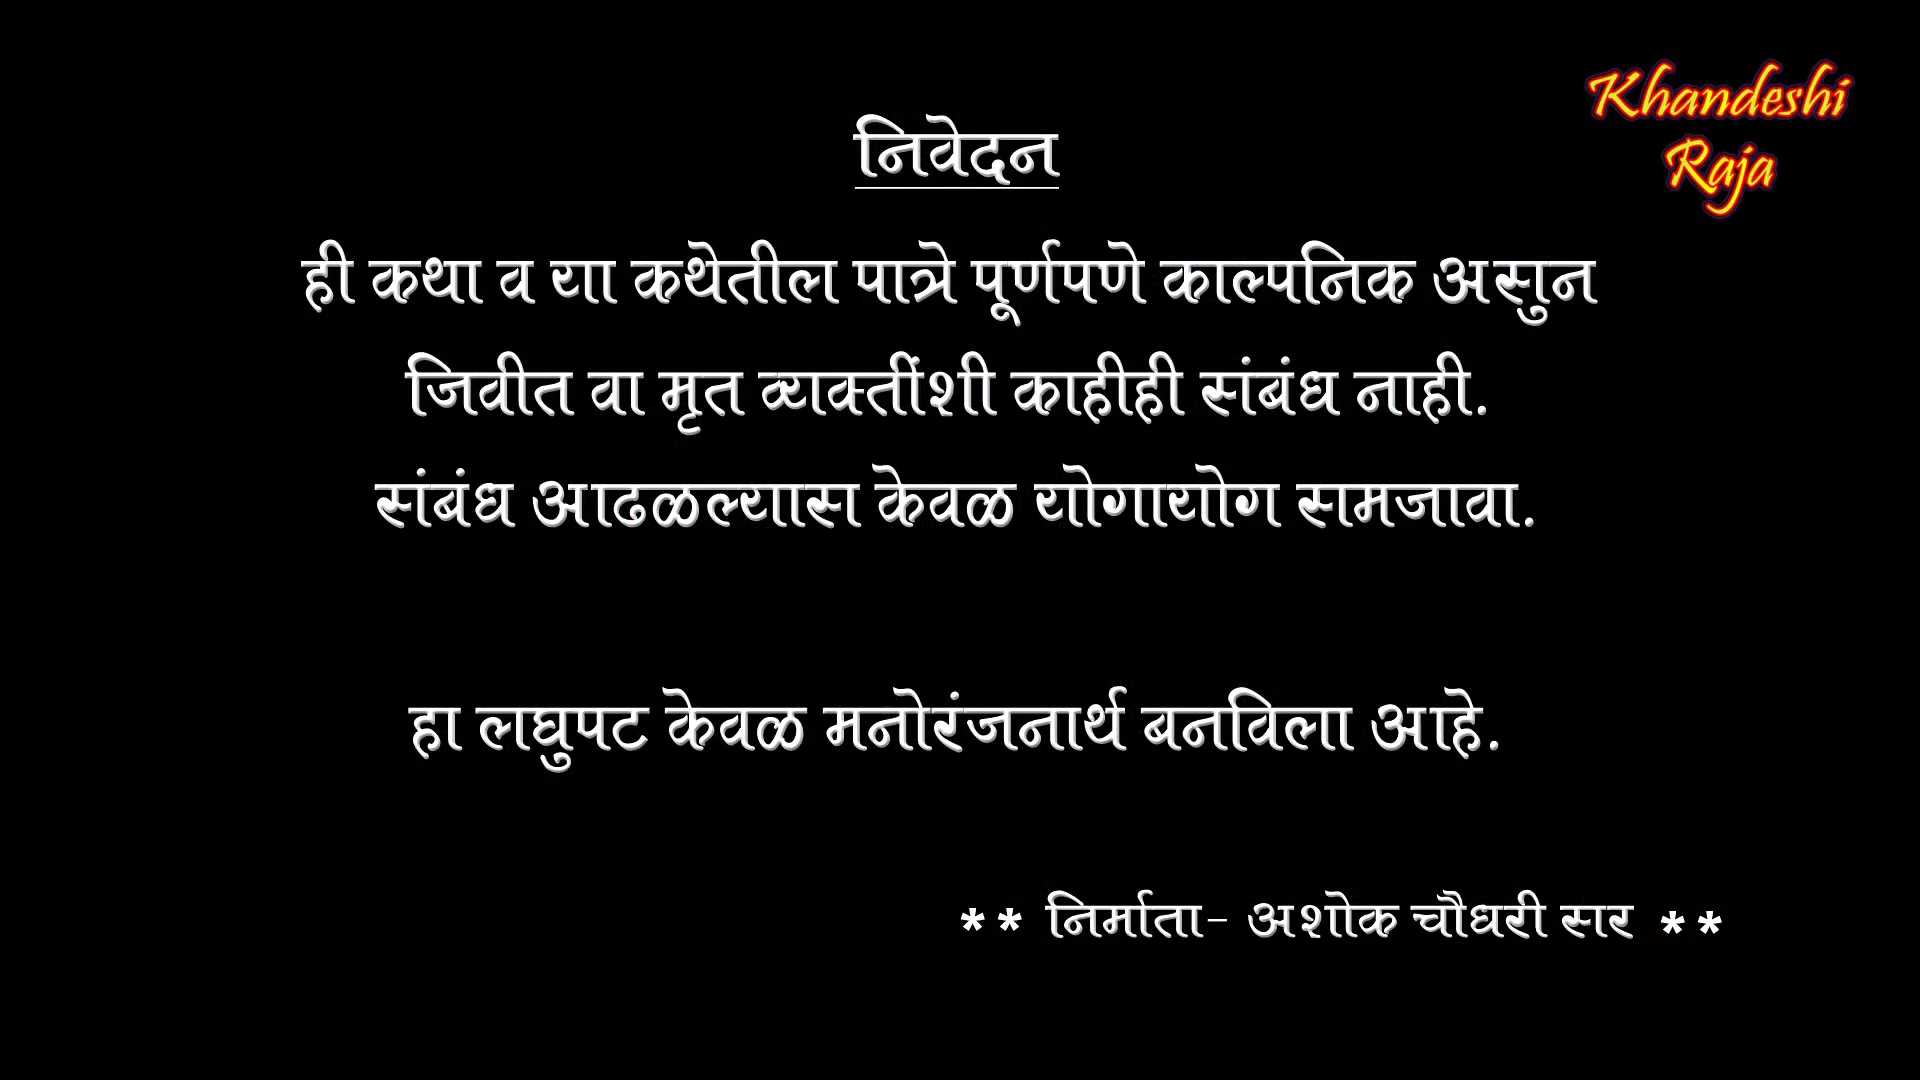 Khandeshi
Raja
निवेदन
ही कथा व या कथेतील पात्रे पूर्णपणे काल्पनिक असुन
जिवीत वा मृत व्यक्तींशी काहीही संबंध नाही.
संबंध आढळल्यास केवळ योगायोग समजावा.
हा लघुपट केवळ मनोरंजनार्थ बनविला आहे.
** निर्माता- अशोक चौधरी सर **